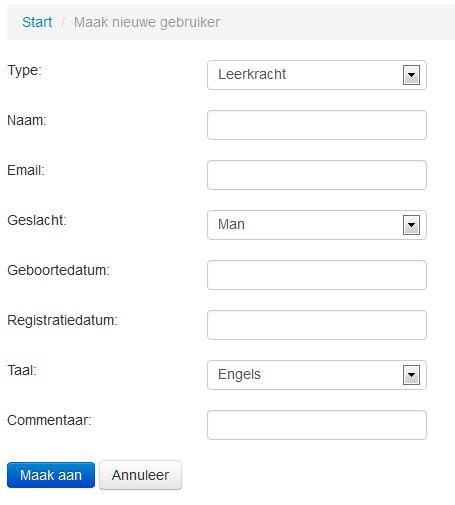 Start / Maak nieuwe gebruiker
Type: Leerkracht
Naam:
Email:
Geslacht: Man
Geboortedatum:
Registratiedatum:
Taal: Engels
Commentaar:
Maak aan Annuleer